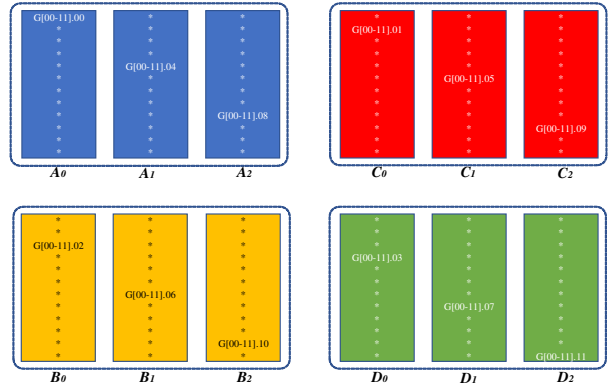 G[00-11].00 * *
* * *
* * *
* * *
* G[00-11].04 *
* * *
* * *
* * *
* * G[00-11].08
* * *
* * *
* * *
A0 A1 A2
* * *
G[00-11].01 * *
* * *
* * *
* * *
* G[00-11].05 *
* * *
* * *
* * *
* * G[00-11].09
* * *
* * *
C0 C1 C2
* * *
* * *
G[00-11].02 * *
* * *
* * *
* * *
* G[00-11].06 *
* * *
* * *
* * *
* * G[00-11].10
* * *
B0 B1 B2
* * *
* * *
* * *
G[00-11].03 * *
* * *
* * *
* * *
* G[00-11].07 *
* * *
* * *
* * *
* * G[00-11].11
D0 D1 D2